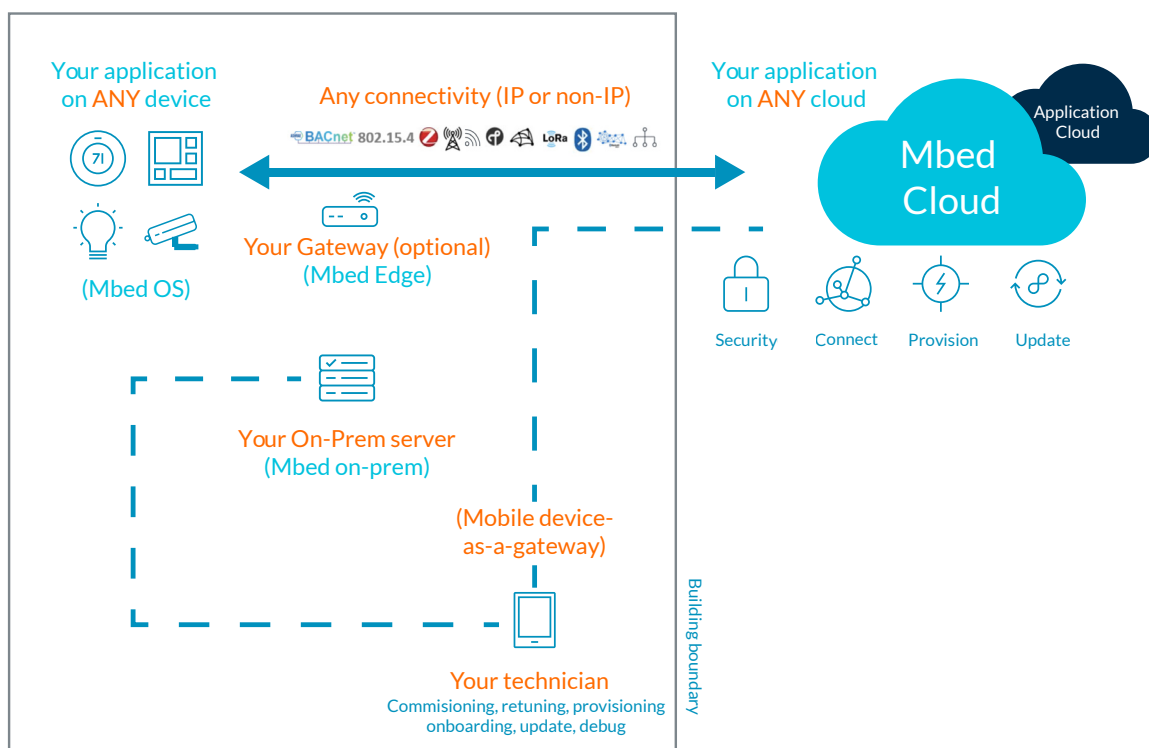 Your application
on ANY device
71
(Mbed OS)
Any connectivity (IP or non-IP)
BACnet 802.15.4 LoRa
Your Gateway (optional)
(Mbed Edge)
Your application
on ANY cloud
Mbed
Cloud
Application
Cloud
Security Connect Provision Update
Your On-Prem server
(Mbed on-prem)
(Mobile device-
as-a-gateway)
Your technician
Commisioning, retuning, provisioning
onboarding, update, debug
Building boundary